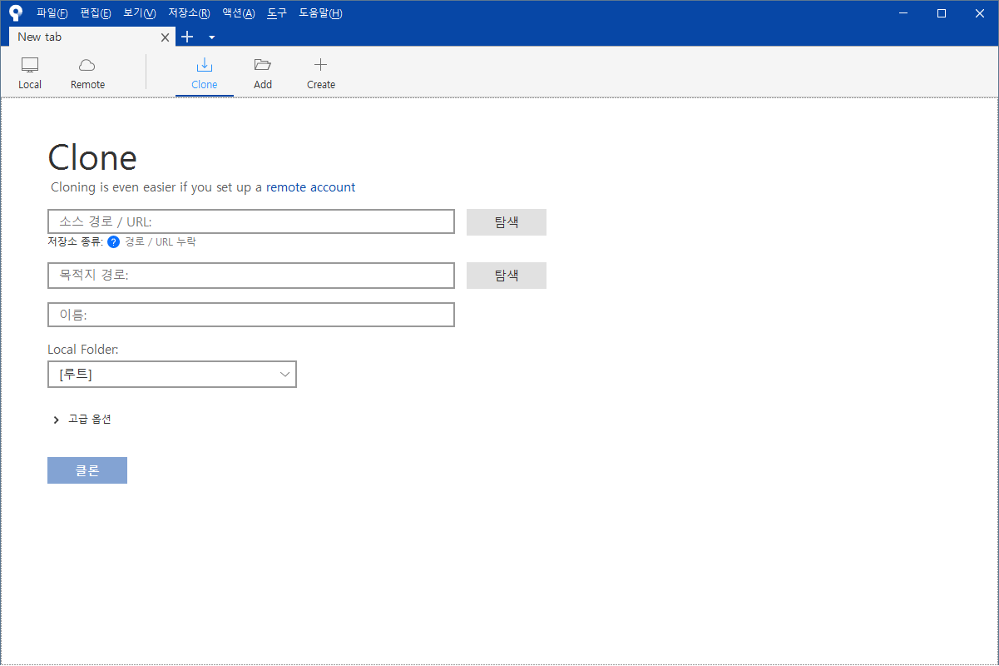 파일(F) 편집(E) 보기(V) 저장소(R) 액션(A) 도구 도움말(H)
New tab
Local Remote Clone Add Create
Clone
Cloning is even easier if you set up a remote account
소스 경로 / URL: 탐색
저장소 종류: ? 경로 / URL 누락
목적지 경로: 탐색
이름:
Local Folder:
[루트]
고급 옵션
클론